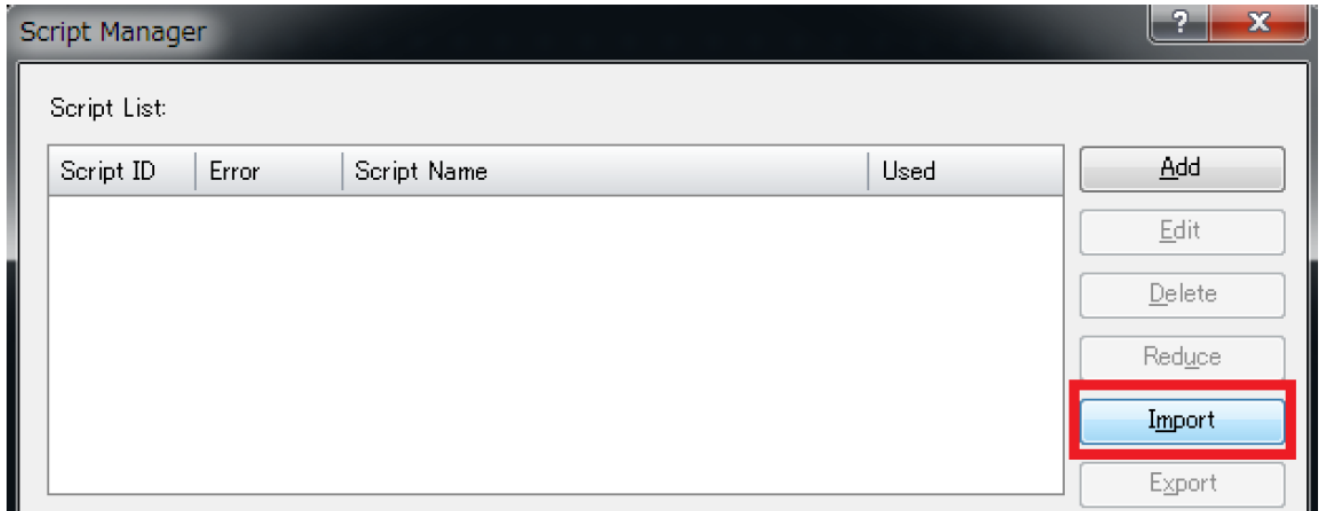 Script Manager
?
X
Script List:
Script ID Error Script Name Used
Add
Edit
Delete
Reduce
Import
Export